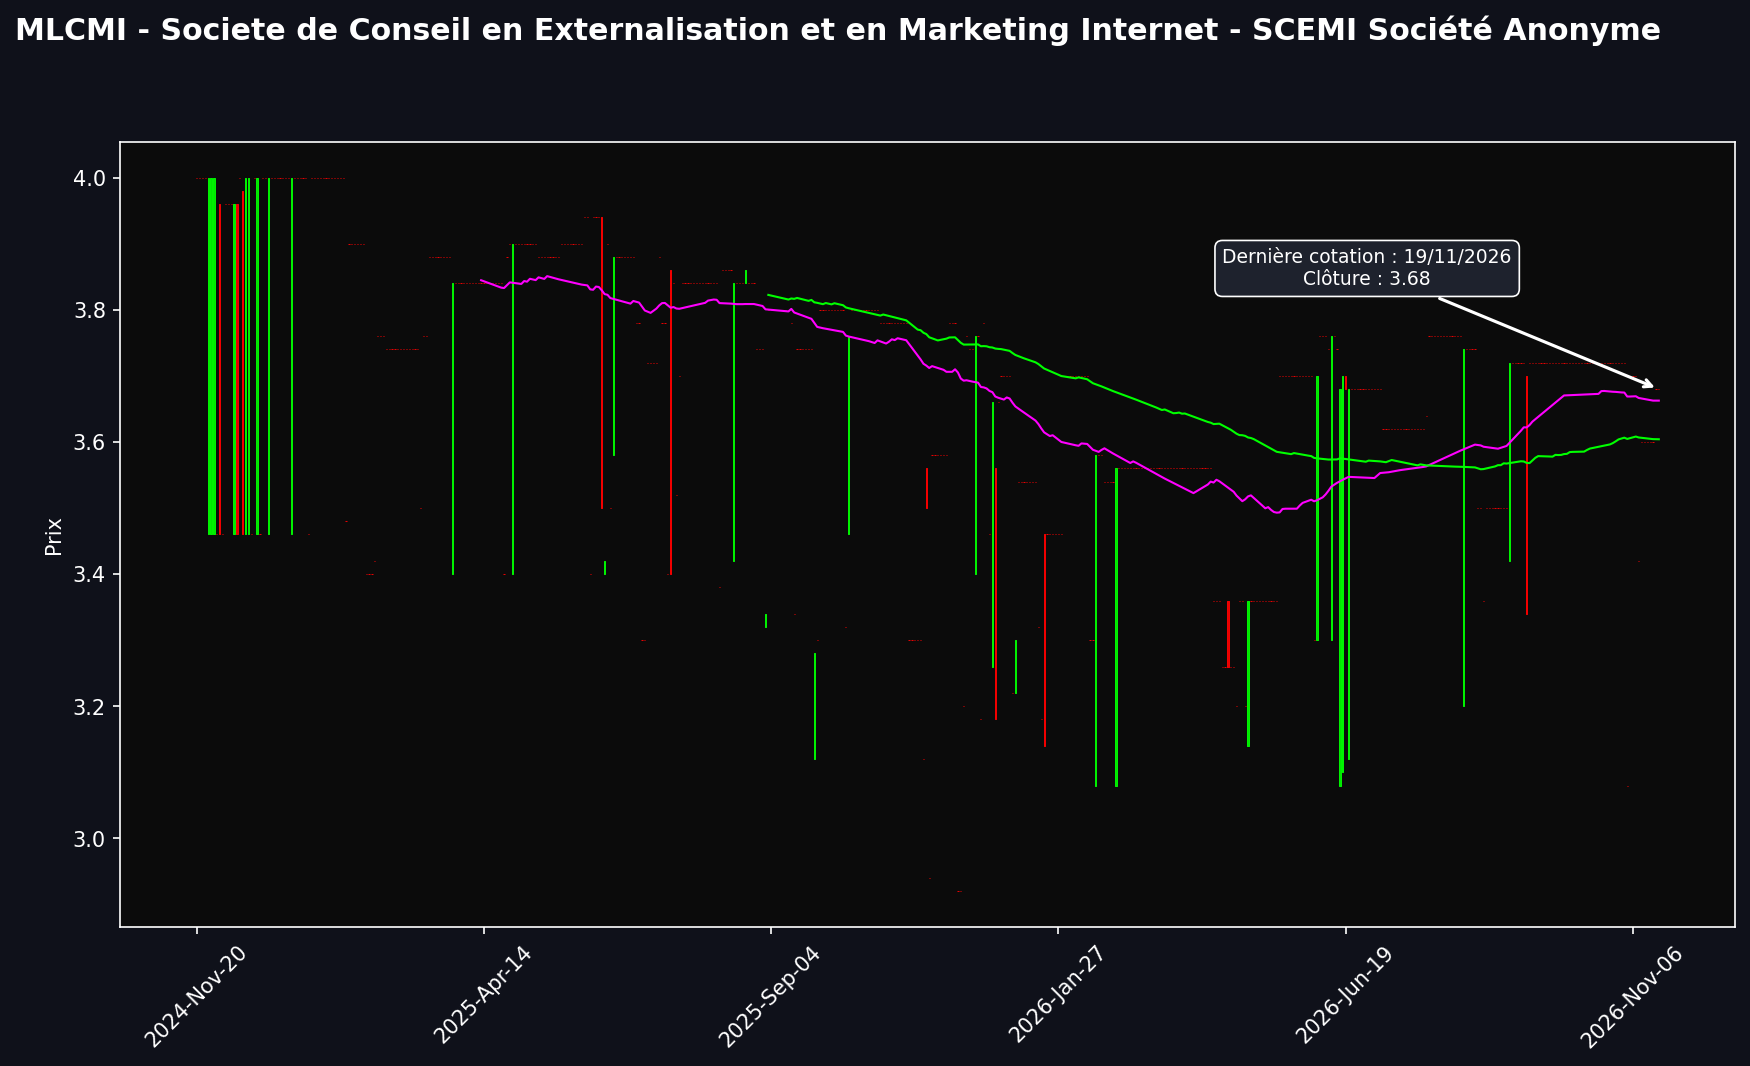 MLCMI - Societe de Conseil en Externalisation et en Marketing Internet - SCEMI Société Anonyme
Dernière cotation : 19/11/2026
Clôture : 3.68
Prix
4.0
3.8
3.6
3.4
3.2
3.0
2024-Nov-20
2025-Apr-14
2025-Sep-04
2026-Jan-27
2026-Jun-19
2026-Nov-06